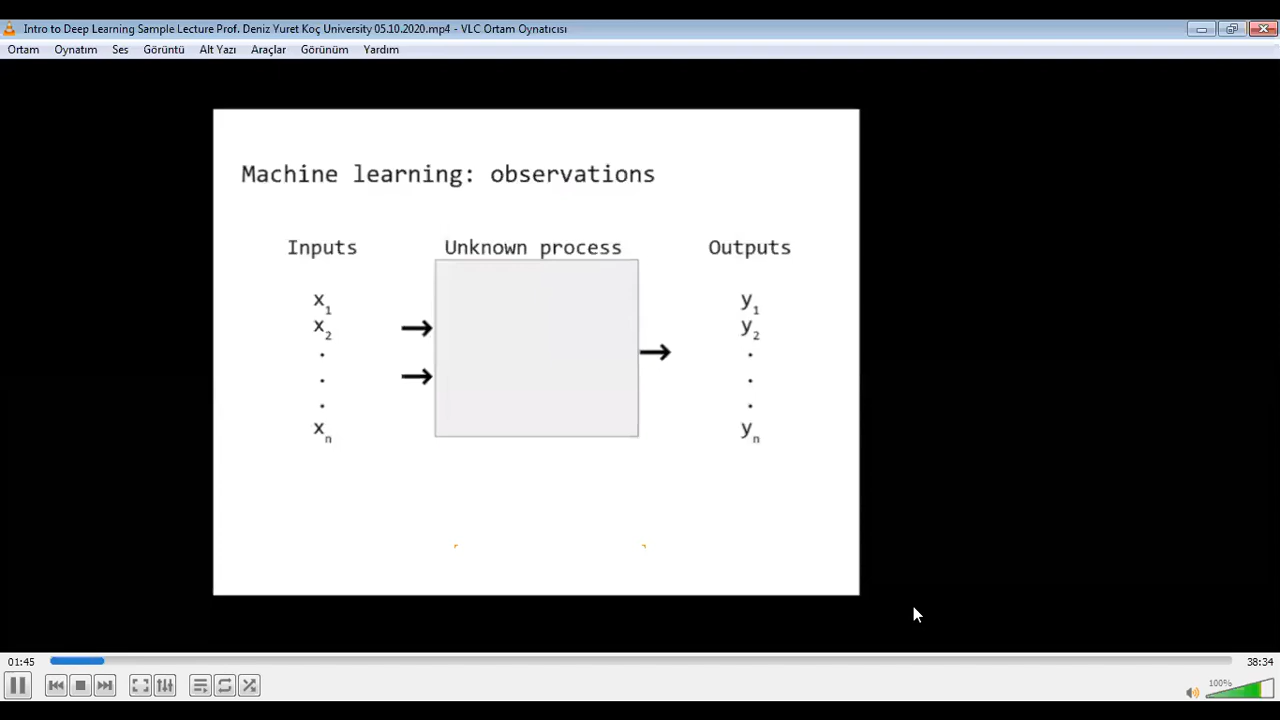 Intro to Deep Learning Sample Lecture Prof. Deniz Yuret Koç University 05.10.2020.mp4 - VLC Ortam Oynatıcısı
Ortam Oynatım Ses Görüntü Alt Yazı Araçlar Görünüm Yardım
Machine learning: observations
Inputs Unknown process Outputs
x1 y1
x2 y2
. .
. .
. .
xn yn
01:45 38:34
100%